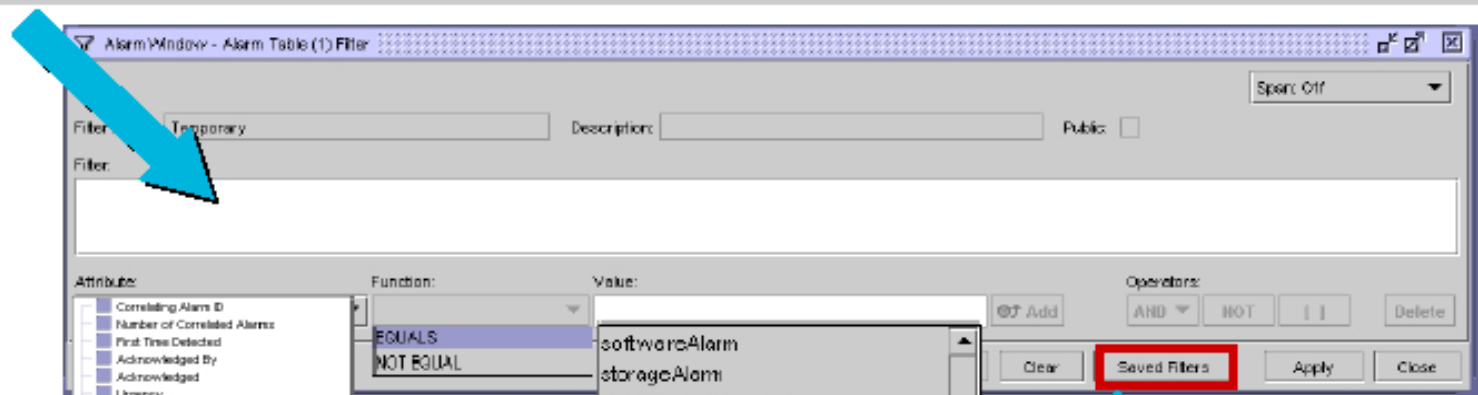 Alarm Window - Alarm Table (1) Filter
Span: Off
Filter Temporary Description: Public:
Filter:
Attribute: Function: Value: Operators:
Correlating Alarm ID
Number of Correlated Alarms
First Time Detected
Acknowledged By
Acknowledged
Urgency
EQUALS
NOT EQUAL
softwareAlarm
storageAlarm
Add AND NOT [ ] Delete
Clear Saved Filters Apply Close